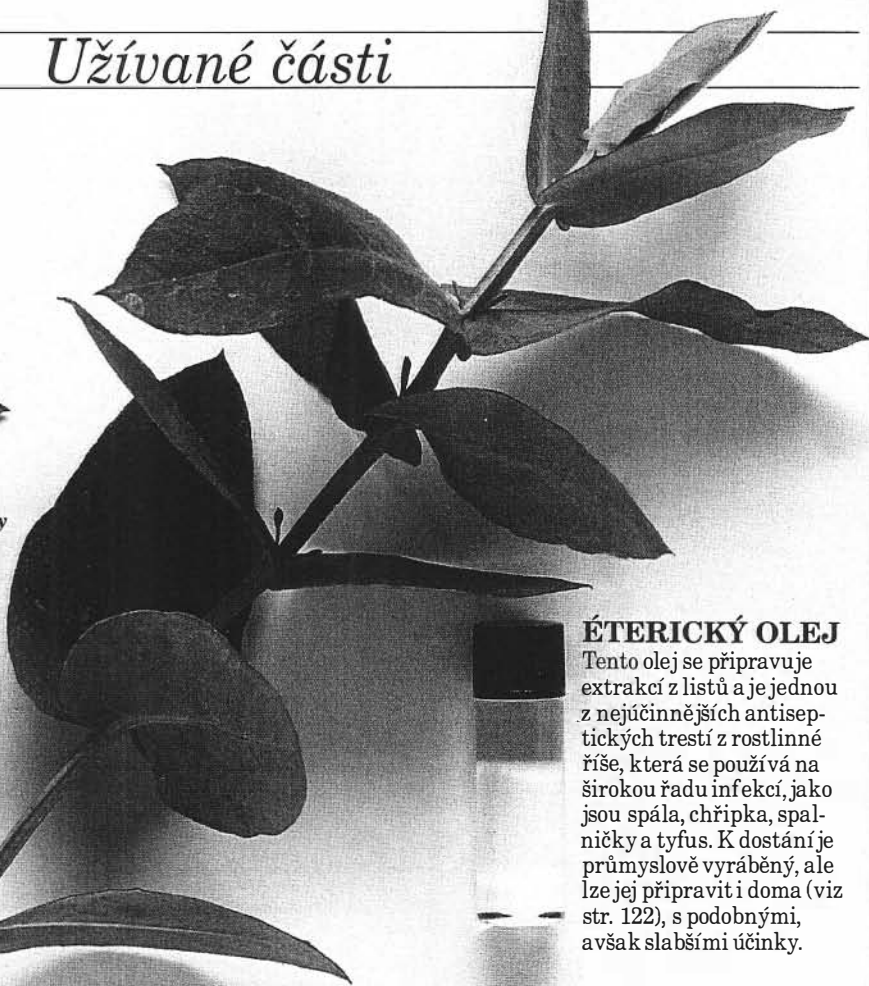 Užívané části
ÉTERICKÝ OLEJ
Tento olej se připravuje
extrakcí z listů a je jednou
z nejúčinnějších antisep-
tických trestí z rostlinné
říše, která se používá na
širokou řadu infekcí, jako
jsou spála, chřipka, spal-
ničky a tyfus. K dostání je
průmyslově vyráběný, ale
lze jej připravit i doma (viz
str. 122), s podobnými,
avšak slabšími účinky.